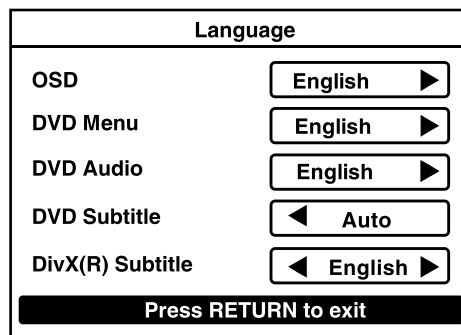 Language
OSD English
DVD Menu English
DVD Audio English
DVD Subtitle Auto
DivX(R) Subtitle English
Press RETURN to exit